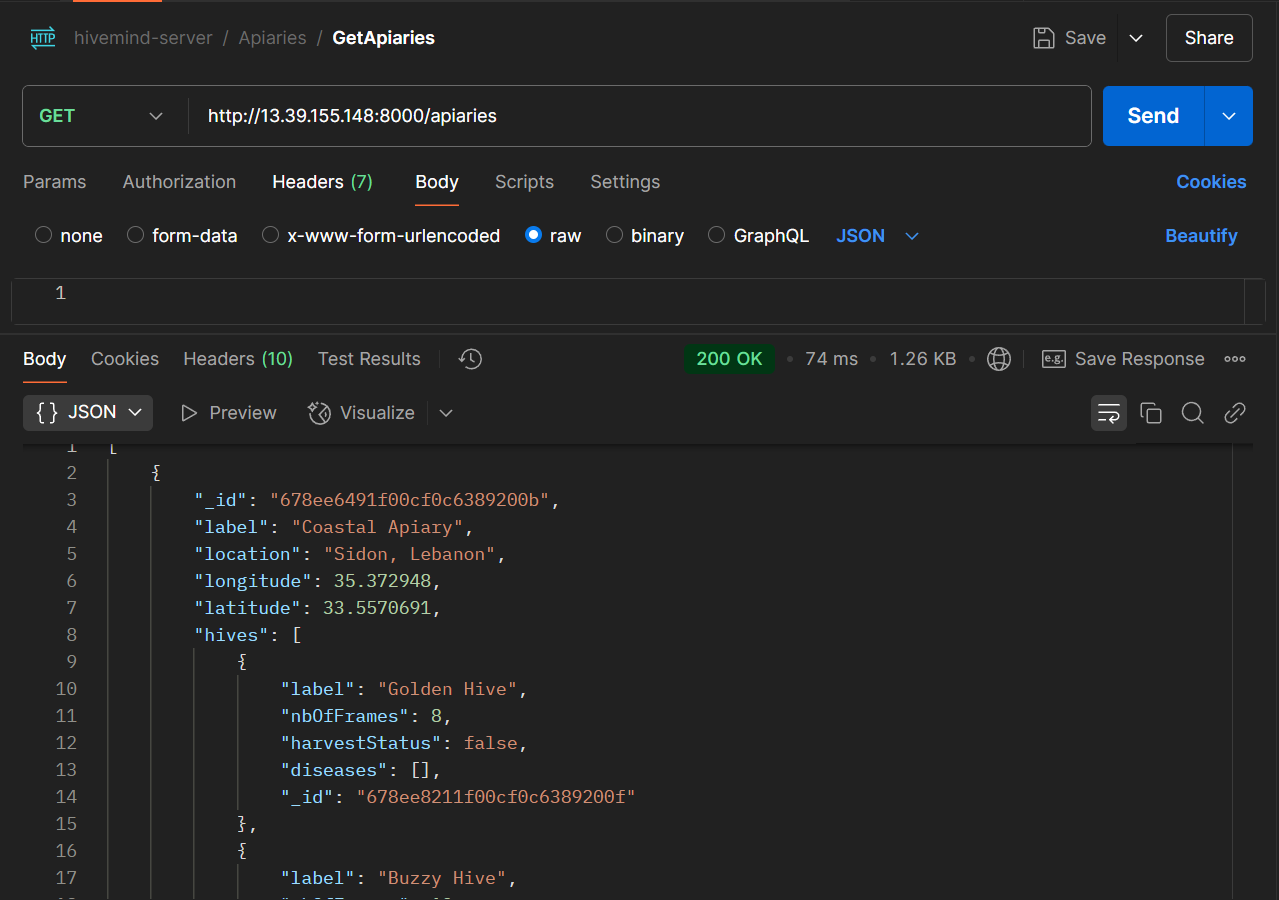 HTTP hivemind-server / Apiaries / GetApiaries Save Share
GET http://13.39.155.148:8000/apiaries Send
Params Authorization Headers (7) Body Scripts Settings Cookies
none form-data x-www-form-urlencoded raw binary GraphQL JSON Beautify
1
Body Cookies Headers (10) Test Results 200 OK • 74 ms • 1.26 KB • e.g. Save Response
{} JSON Preview Visualize
1 [
2 {
3 "_id": "678ee6491f00cf0c6389200b",
4 "label": "Coastal Apiary",
5 "location": "Sidon, Lebanon",
6 "longitude": 35.372948,
7 "latitude": 33.5570691,
8 "hives": [
9 {
10 "label": "Golden Hive",
11 "nbOfFrames": 8,
12 "harvestStatus": false,
13 "diseases": [],
14 "_id": "678ee8211f00cf0c6389200f"
15 },
16 {
17 "label": "Buzzy Hive",